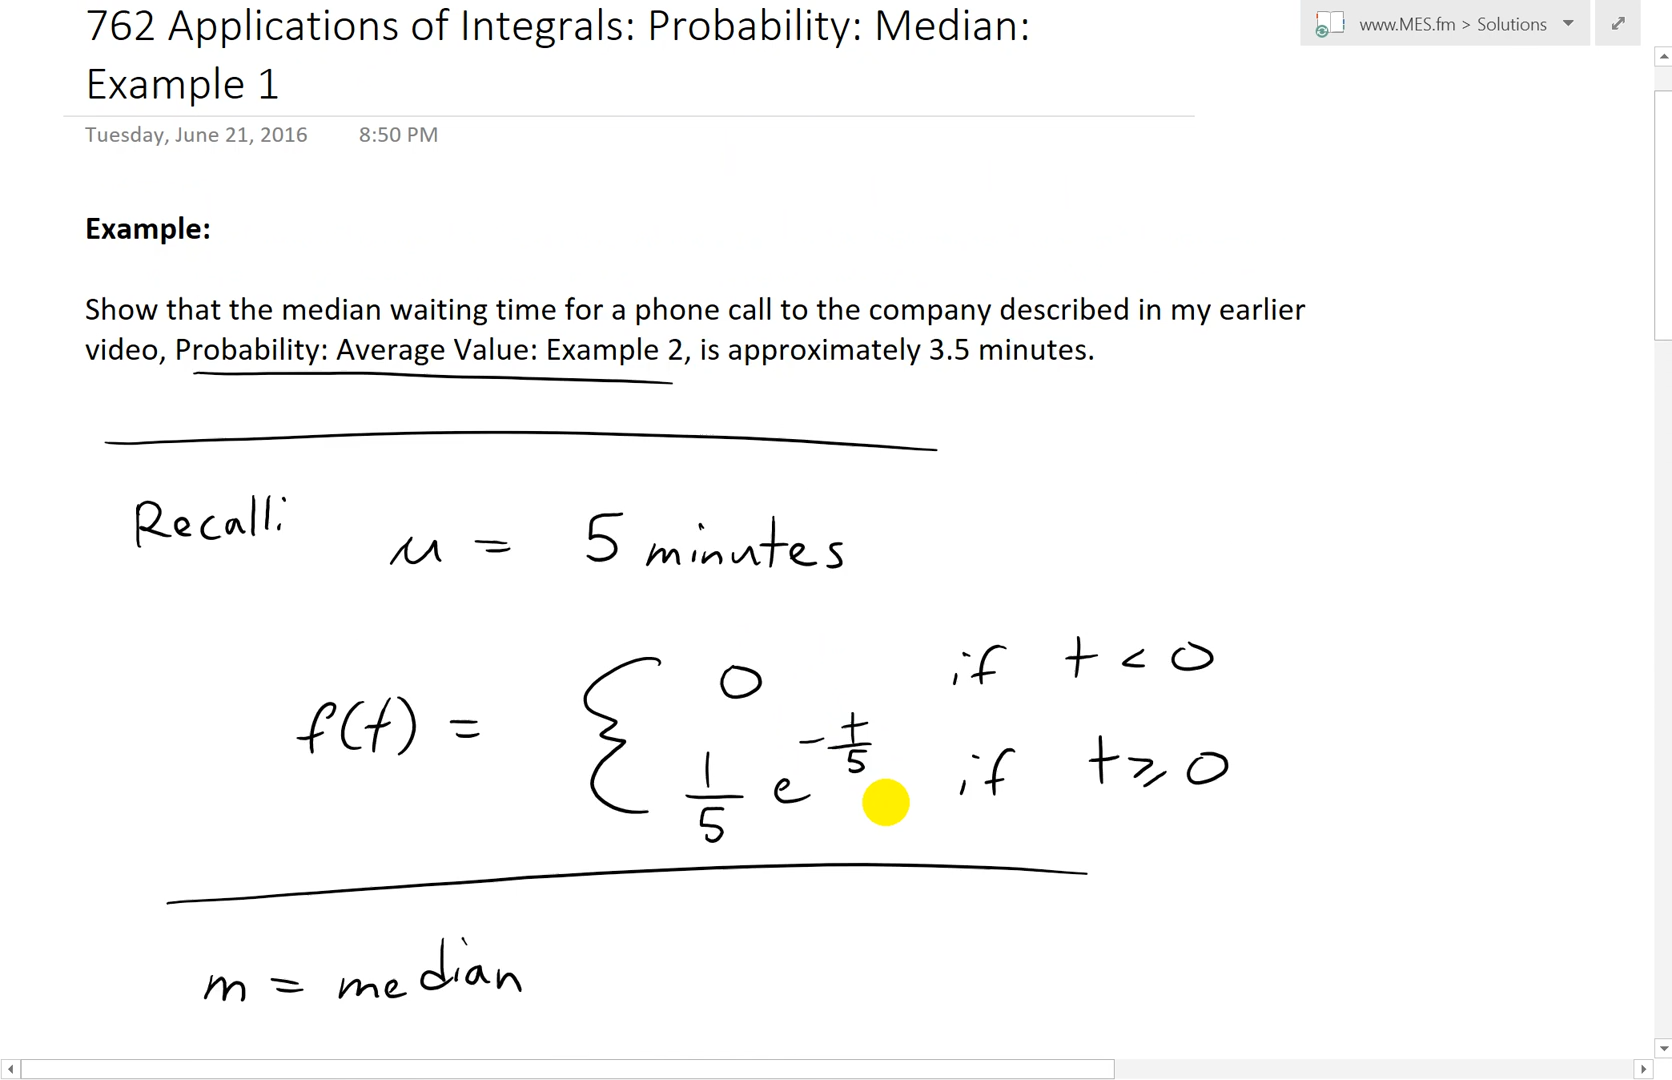 762 Applications of Integrals: Probability: Median:
Example 1
www.MES.fm > Solutions
Tuesday, June 21, 2016 8:50 PM
Example:
Show that the median waiting time for a phone call to the company described in my earlier
video, Probability: Average Value: Example 2, is approximately 3.5 minutes.
Recall: μ = 5 minutes
f(t) = { 0 if t < 0
1/5 e^(-t/5) if t ≥ 0
m = median